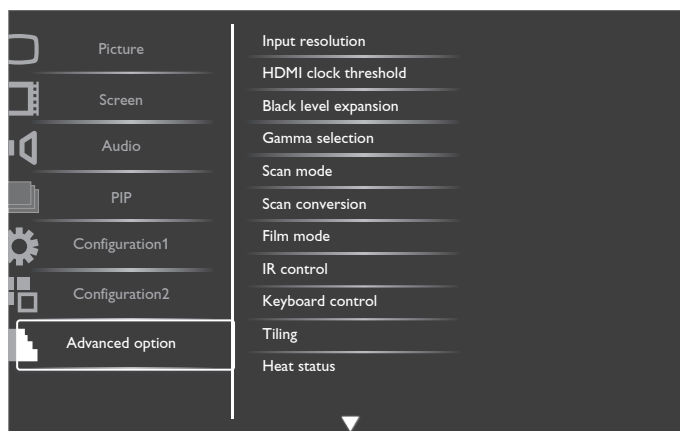 Picture
Screen
Audio
PIP
Configuration1
Configuration2
Advanced option
Input resolution
HDMI clock threshold
Black level expansion
Gamma selection
Scan mode
Scan conversion
Film mode
IR control
Keyboard control
Tiling
Heat status